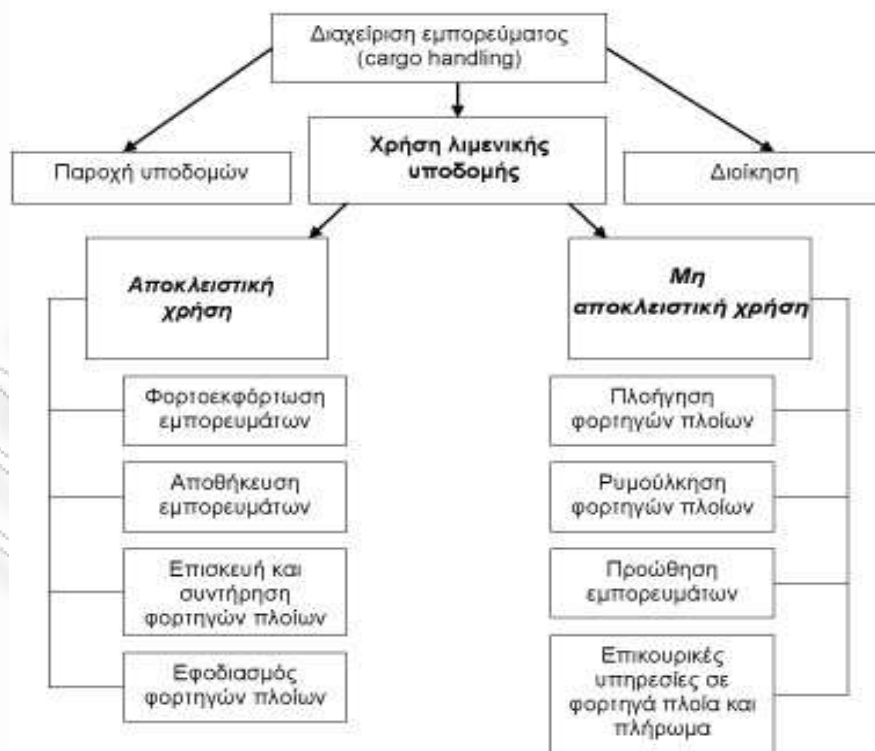 Διαχείριση εμπορεύματος
(cargo handling)
Παροχή υποδομών
Χρήση λιμενικής
υποδομής
Διοίκηση
Αποκλειστική
χρήση
Μη
αποκλειστική χρήση
Φορτοεκφόρτωση
εμπορευμάτων
Αποθήκευση
εμπορευμάτων
Επισκευή και
συντήρηση
φορτηγών πλοίων
Εφοδιασμός
φορτηγών πλοίων
Πλοήγηση
φορτηγών πλοίων
Ρυμούλκηση
φορτηγών πλοίων
Προώθηση
εμπορευμάτων
Επικουρικές
υπηρεσίες σε
φορτηγά πλοία και
πλήρωμα